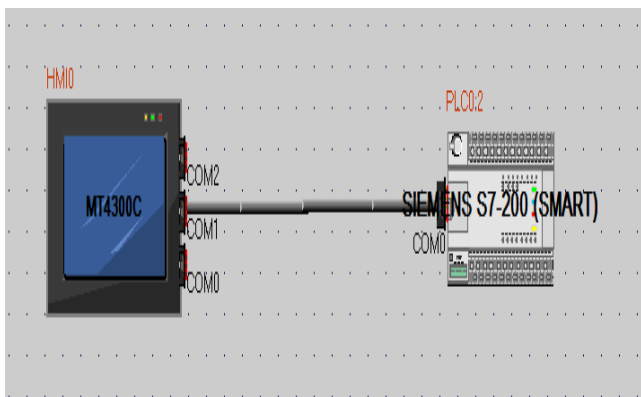 HMI0
PLC0:2
COM2
MT4300C
SIEMENS S7-200 (SMART)
COM1
COM0
COM0